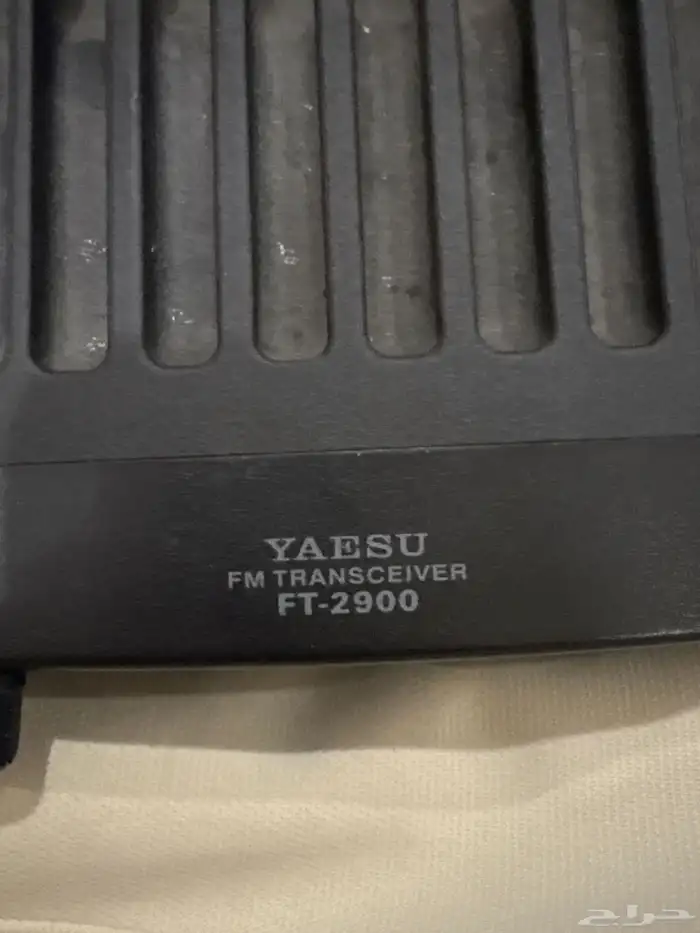 YAESU
FM TRANSCEIVER
FT-2900
حراج